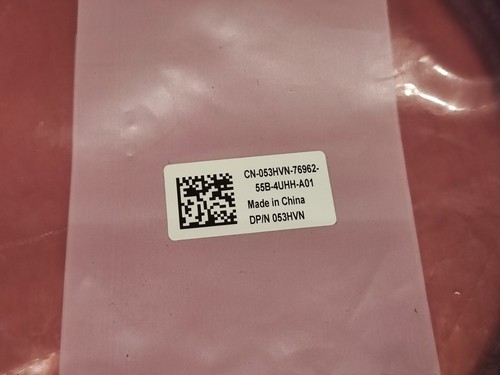 CN-053HVN-76962-
55B-4UHH-A01
Made in China
DP/N 053HVN